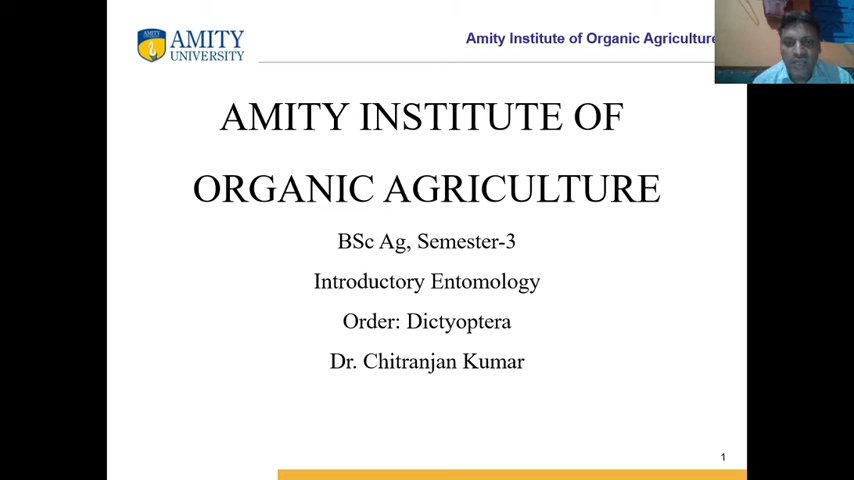 AMITY
AMITY
UNIVERSITY
Amity Institute of Organic Agriculture
AMITY INSTITUTE OF
ORGANIC AGRICULTURE
BSc Ag, Semester-3
Introductory Entomology
Order: Dictyoptera
Dr. Chitranjan Kumar
1